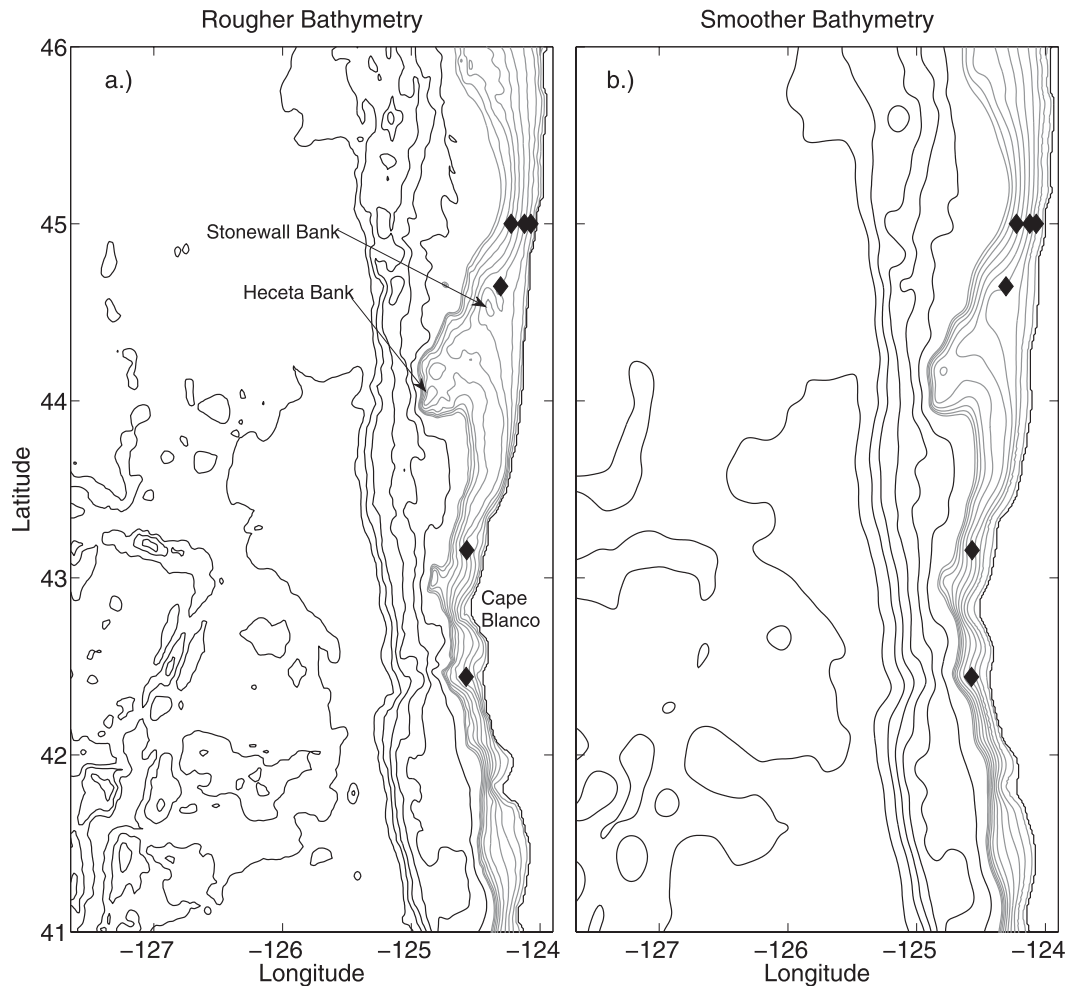 Rougher Bathymetry
Smoother Bathymetry
a.)
b.)
46
45
44
43
42
41
Latitude
Stonewall Bank
Heceta Bank
Cape
Blanco
−127
−126
−125
−124
−127
−126
−125
−124
Longitude
Longitude